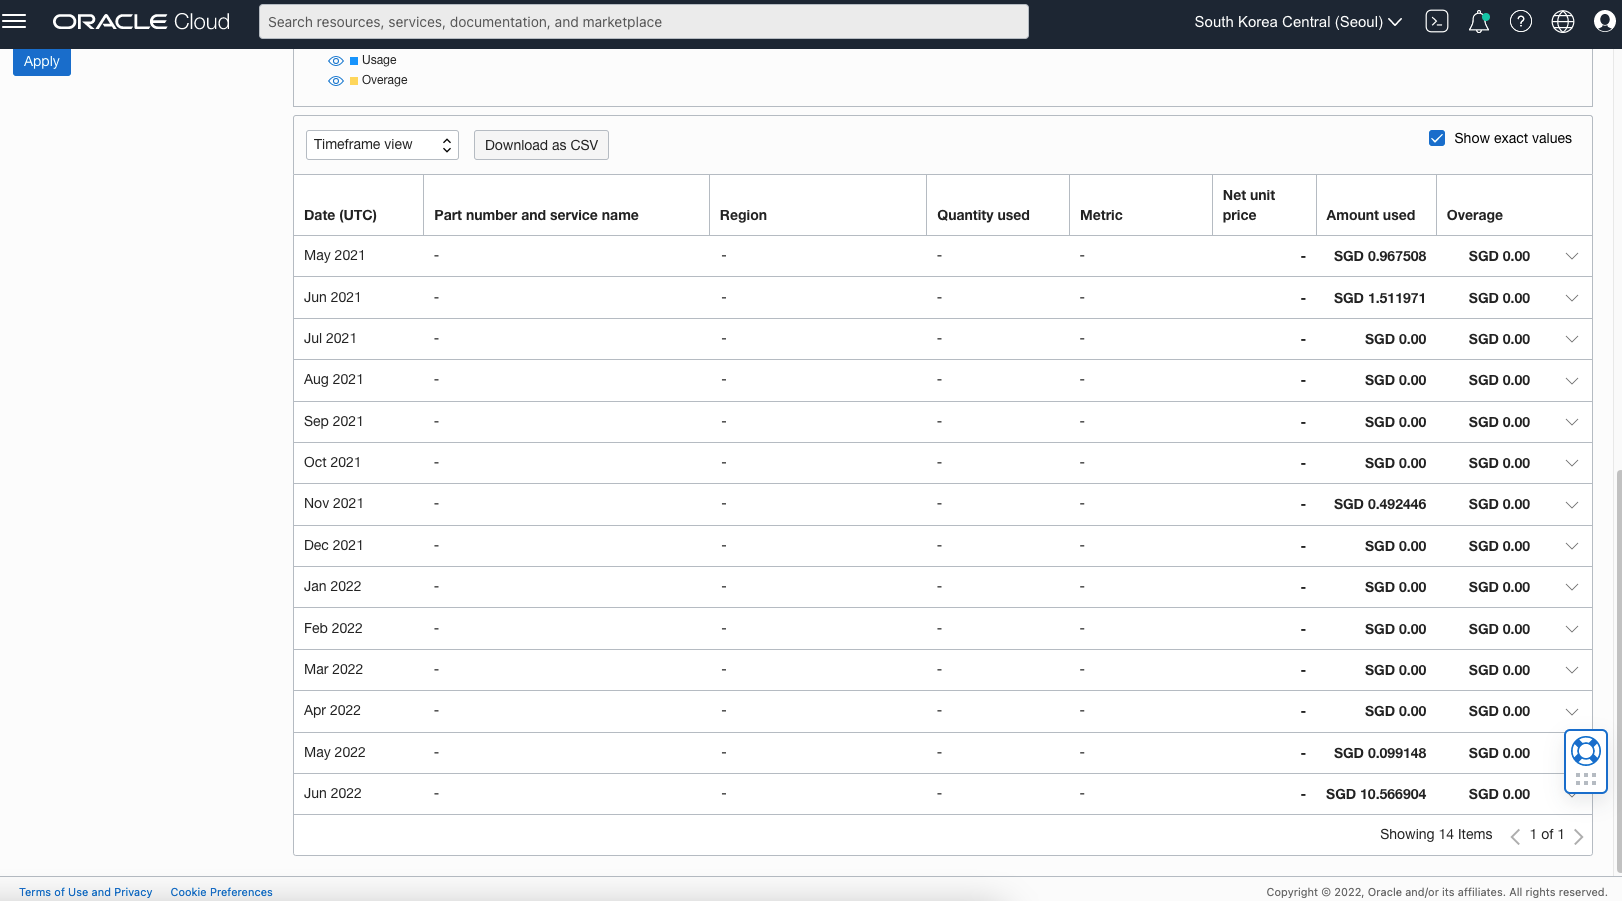 ORACLE Cloud
Search resources, services, documentation, and marketplace
South Korea Central (Seoul)
Apply
Usage
Overage
Timeframe view
Download as CSV
Show exact values
Date (UTC) Part number and service name Region Quantity used Metric Net unit price Amount used Overage
May 2021 - - - - - SGD 0.967508 SGD 0.00
Jun 2021 - - - - - SGD 1.511971 SGD 0.00
Jul 2021 - - - - - SGD 0.00 SGD 0.00
Aug 2021 - - - - - SGD 0.00 SGD 0.00
Sep 2021 - - - - - SGD 0.00 SGD 0.00
Oct 2021 - - - - - SGD 0.00 SGD 0.00
Nov 2021 - - - - - SGD 0.492446 SGD 0.00
Dec 2021 - - - - - SGD 0.00 SGD 0.00
Jan 2022 - - - - - SGD 0.00 SGD 0.00
Feb 2022 - - - - - SGD 0.00 SGD 0.00
Mar 2022 - - - - - SGD 0.00 SGD 0.00
Apr 2022 - - - - - SGD 0.00 SGD 0.00
May 2022 - - - - - SGD 0.099148 SGD 0.00
Jun 2022 - - - - - SGD 10.566904 SGD 0.00
Showing 14 Items 1 of 1
Terms of Use and Privacy Cookie Preferences
Copyright © 2022, Oracle and/or its affiliates. All rights reserved.